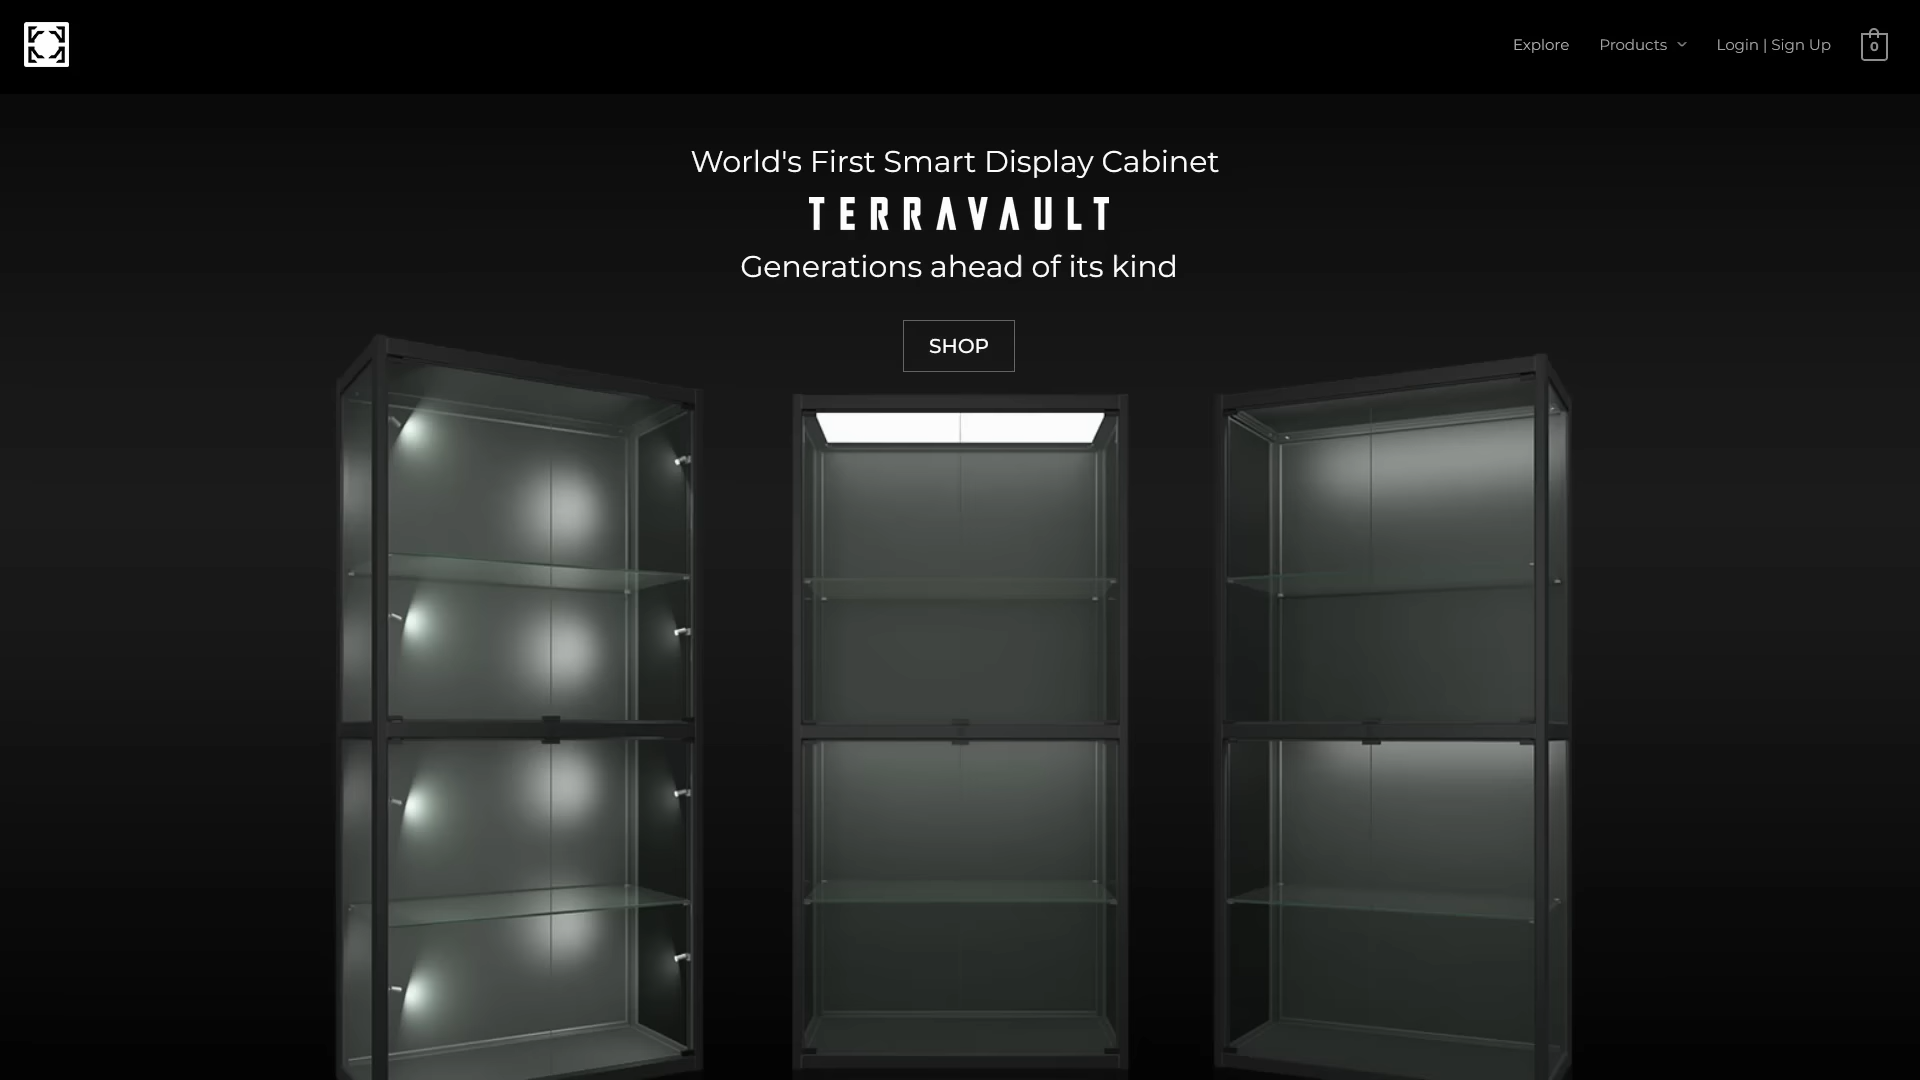 Explore
Products
Login | Sign Up
0
World's First Smart Display Cabinet
TERRAVAULT
Generations ahead of its kind
SHOP